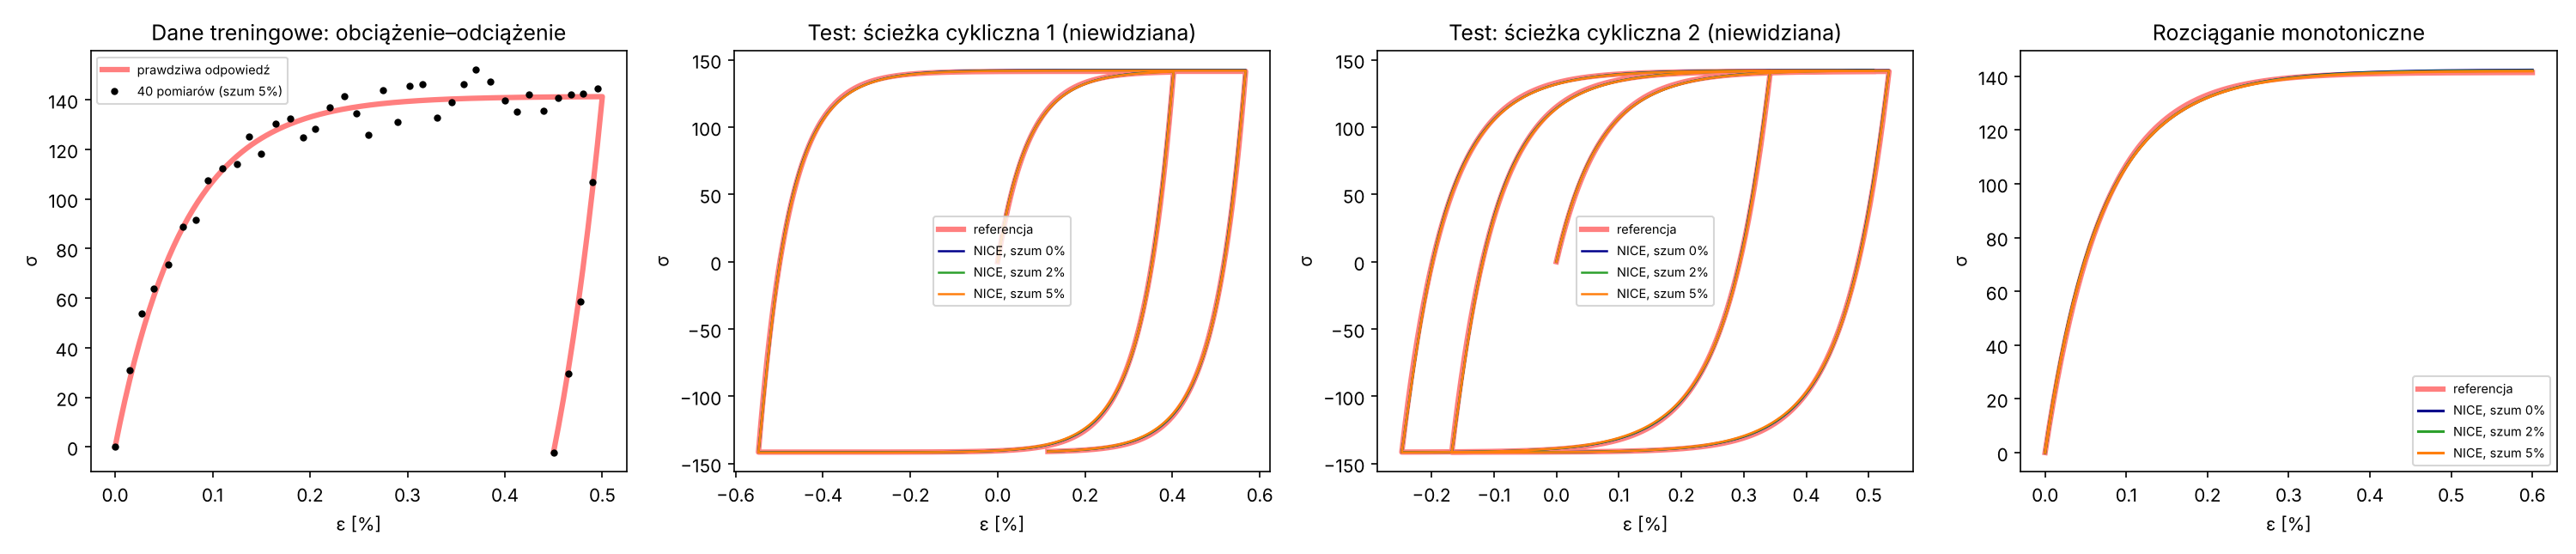 Dane treningowe: obciążenie–odciążenie
prawdziwa odpowiedź
40 pomiarów (szum 5%)
σ
140
120
100
80
60
40
20
0
0.0 0.1 0.2 0.3 0.4 0.5
ε [%]
Test: ścieżka cykliczna 1 (niewidziana)
σ
150
100
50
0
−50
−100
−150
referencja
NICE, szum 0%
NICE, szum 2%
NICE, szum 5%
−0.6 −0.4 −0.2 0.0 0.2 0.4 0.6
ε [%]
Test: ścieżka cykliczna 2 (niewidziana)
σ
150
100
50
0
−50
−100
−150
referencja
NICE, szum 0%
NICE, szum 2%
NICE, szum 5%
−0.2 −0.1 0.0 0.1 0.2 0.3 0.4 0.5
ε [%]
Rozciąganie monotoniczne
σ
140
120
100
80
60
40
20
0
referencja
NICE, szum 0%
NICE, szum 2%
NICE, szum 5%
0.0 0.1 0.2 0.3 0.4 0.5 0.6
ε [%]